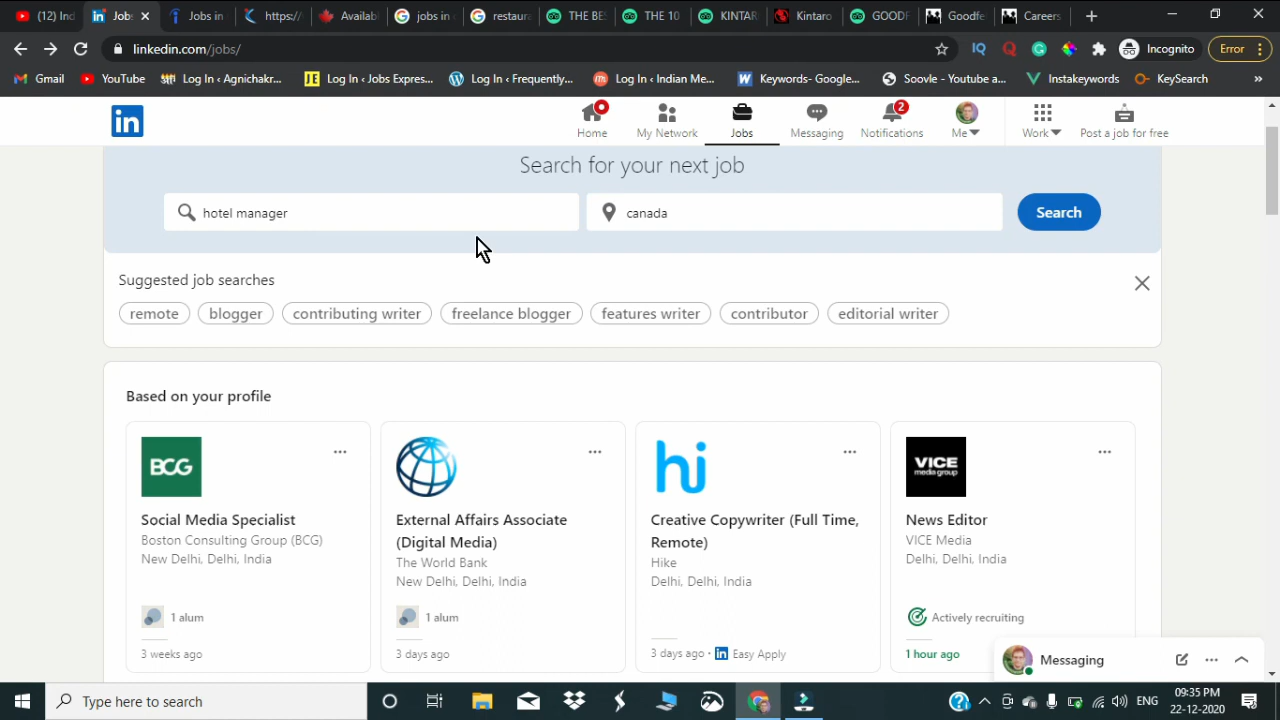 (12) Ind
Job
Jobs in
https:/
Availabl
jobs in
restaura
THE BES
THE 10
KINTAR
Kintaro
GOODF
Goodfe
Careers
linkedin.com/jobs/
Incognito
Error
Gmail
YouTube
Log In ‹ Agnichakr...
JE
Log In ‹ Jobs Expres...
Log In ‹ Frequently...
Log In ‹ Indian Me...
Keywords- Google...
Soovle - Youtube a...
Instakeywords
KeySearch
»
in
Home
My Network
Jobs
Messaging
2
Notifications
Me
Work
Post a job for free
Search for your next job
hotel manager
canada
Search
Suggested job searches
remote
blogger
contributing writer
freelance blogger
features writer
contributor
editorial writer
Based on your profile
BCG
Social Media Specialist
Boston Consulting Group (BCG)
New Delhi, Delhi, India
1 alum
3 weeks ago
External Affairs Associate
(Digital Media)
The World Bank
New Delhi, Delhi, India
1 alum
3 days ago
hi
Creative Copywriter (Full Time,
Remote)
Hike
Delhi, Delhi, India
3 days ago • in Easy Apply
VICE
media group
News Editor
VICE Media
Delhi, Delhi, India
Actively recruiting
1 hour ago
Messaging
Type here to search
ENG
09:35 PM
22-12-2020